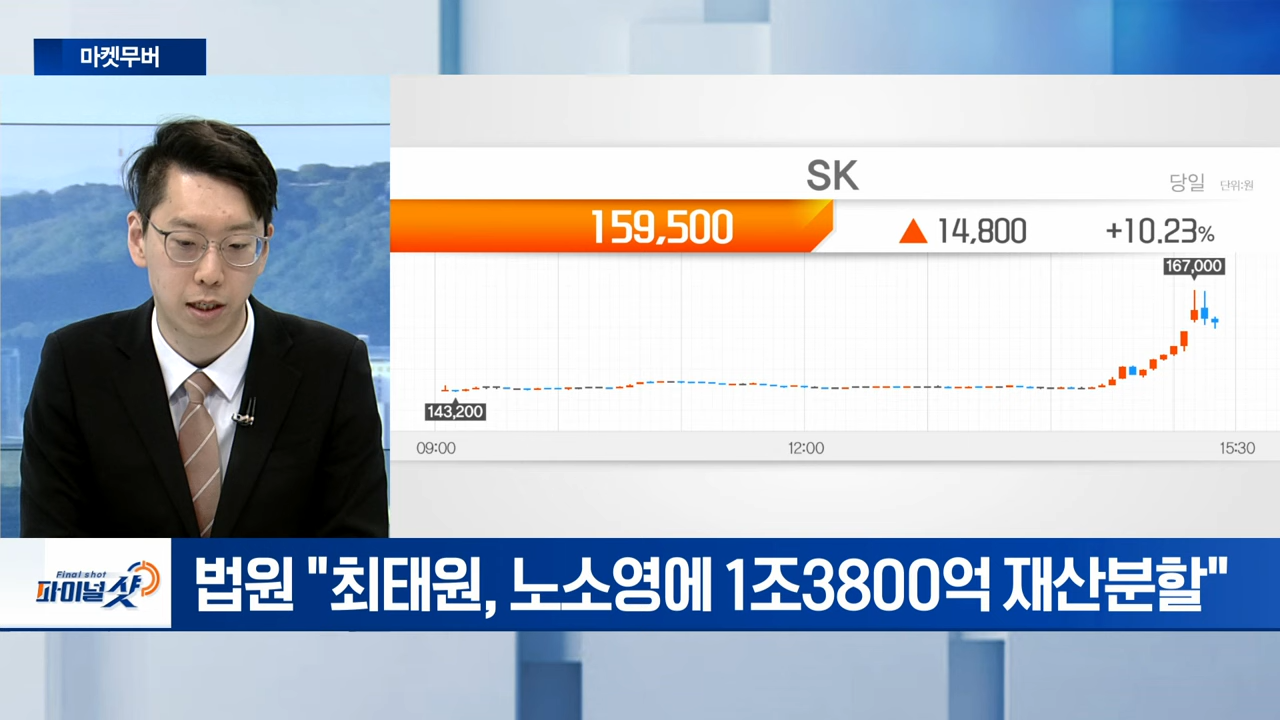 마켓무버
SK
당일 단위:원
159,500 ▲ 14,800 +10.23%
167,000
143,200
09:00 12:00 15:30
Final shot
파이널샷
법원 "최태원, 노소영에 1조3800억 재산분할"